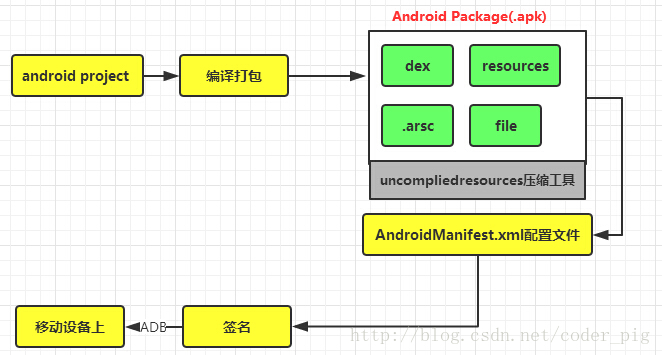 Android Package(.apk)
android project
编译打包
dex
resources
.arsc
file
uncompliedresources压缩工具
AndroidManifest.xml配置文件
移动设备上
ADB
签名
http://blog.csdn.net/coder_pig